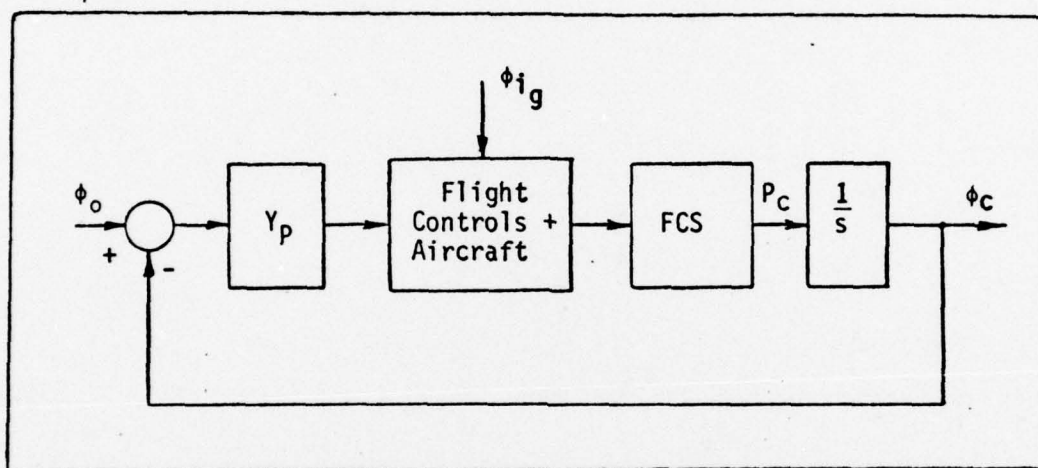 ϕig
ϕo
+
-
Yp
Flight
Controls +
Aircraft
FCS
Pc
1
s
ϕc